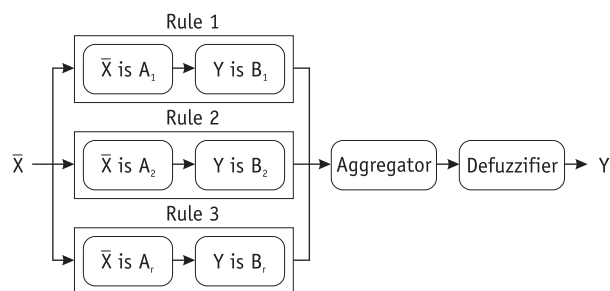 Rule 1
X̅ is A₁ Y is B₁
Rule 2
X̅ X̅ is A₂ Y is B₂ Aggregator Defuzzifier Y
Rule 3
X̅ is Aᵣ Y is Bᵣ